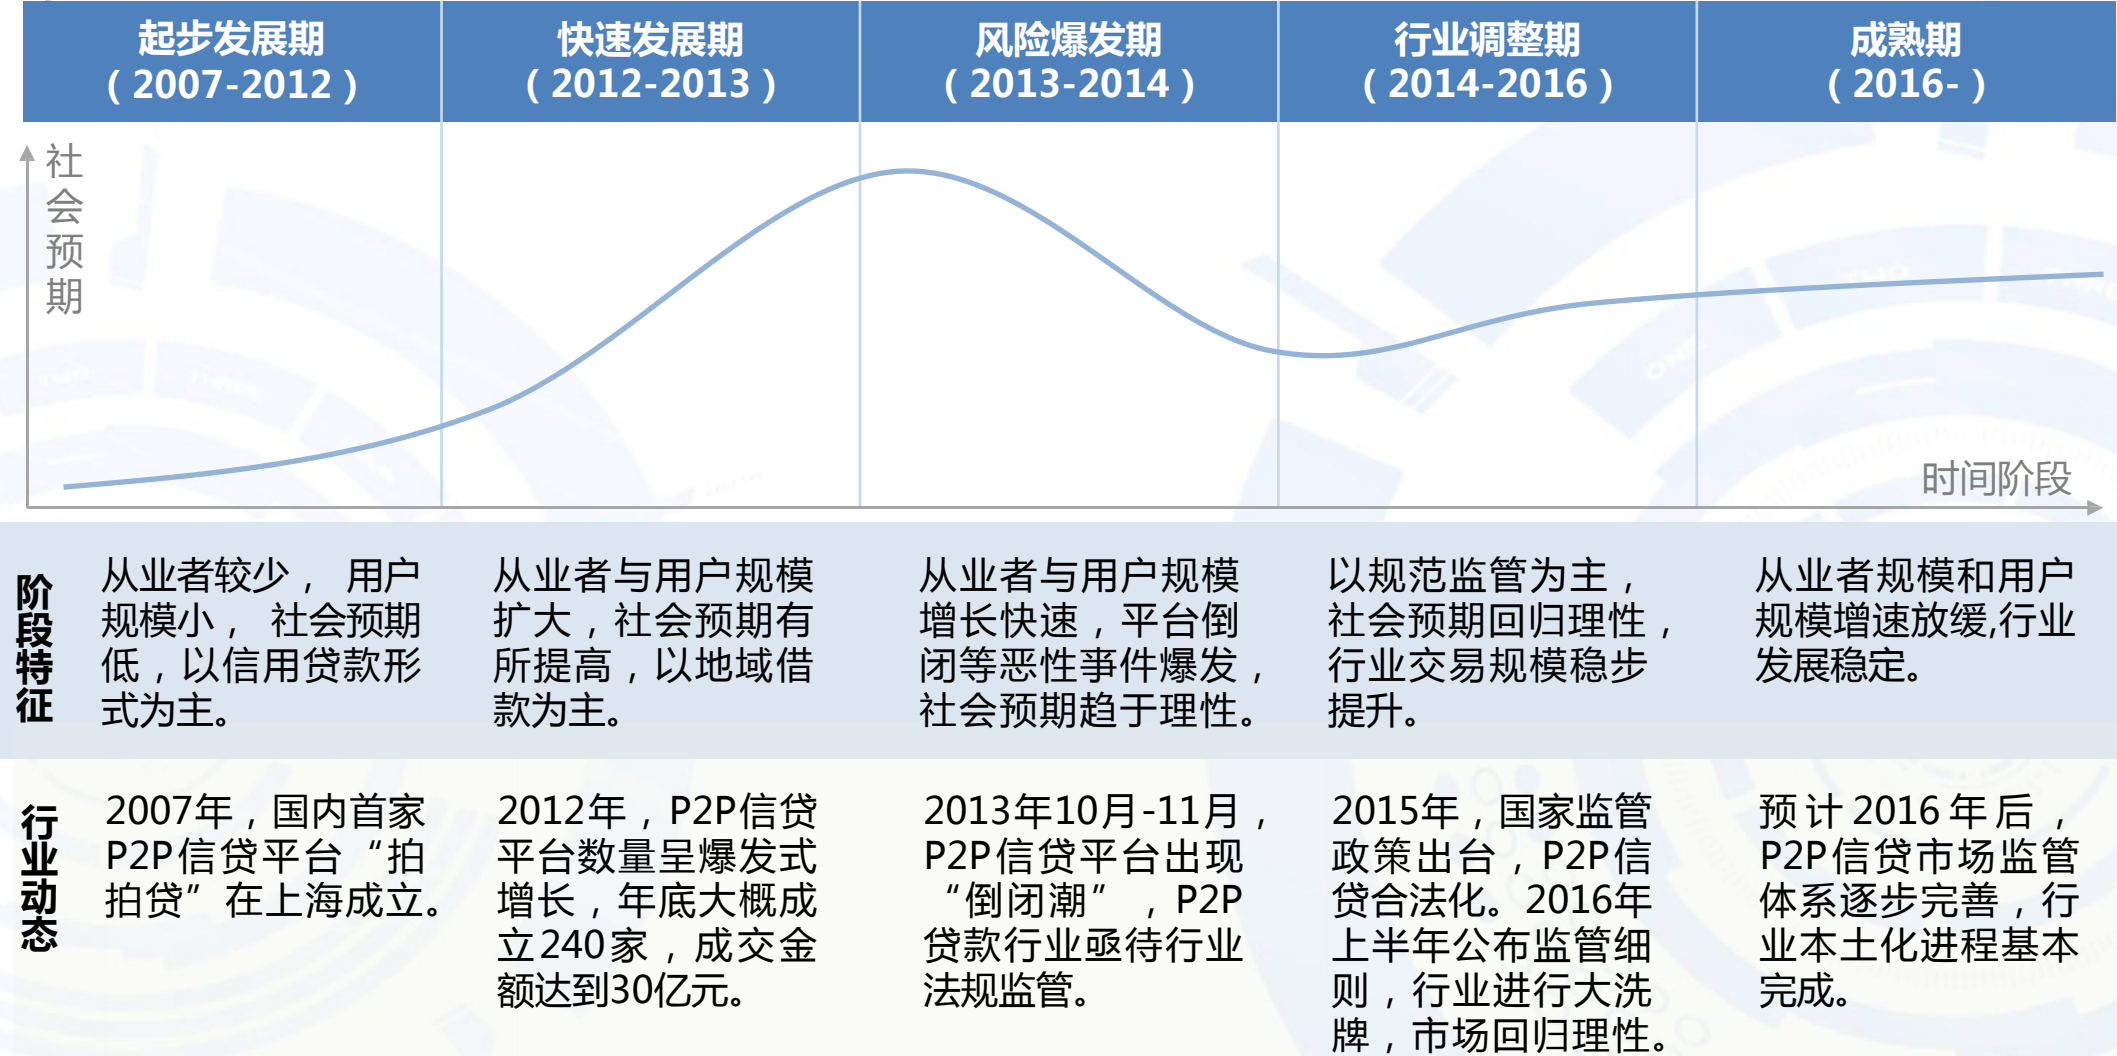 起步发展期
（2007-2012）
快速发展期
（2012-2013）
风险爆发期
（2013-2014）
行业调整期
（2014-2016）
成熟期
（2016-）
社会预期
时间阶段
阶段特征
从业者较少， 用户
规模小， 社会预期
低，以信用贷款形
式为主。
从业者与用户规模
扩大，社会预期有
所提高，以地域借
款为主。
从业者与用户规模
增长快速，平台倒
闭等恶性事件爆发，
社会预期趋于理性。
以规范监管为主，
社会预期回归理性，
行业交易规模稳步
提升。
从业者规模和用户
规模增速放缓,行业
发展稳定。
行业动态
2007年，国内首家
P2P信贷平台“拍
拍贷”在上海成立。
2012年，P2P信贷
平台数量呈爆发式
增长，年底大概成
立240家，成交金
额达到30亿元。
2013年10月-11月，
P2P信贷平台出现
“倒闭潮”，P2P
贷款行业亟待行业
法规监管。
2015年，国家监管
政策出台，P2P信
贷合法化。2016年
上半年公布监管细
则，行业进行大洗
牌，市场回归理性。
预计2016年后，
P2P信贷市场监管
体系逐步完善，行
业本土化进程基本
完成。